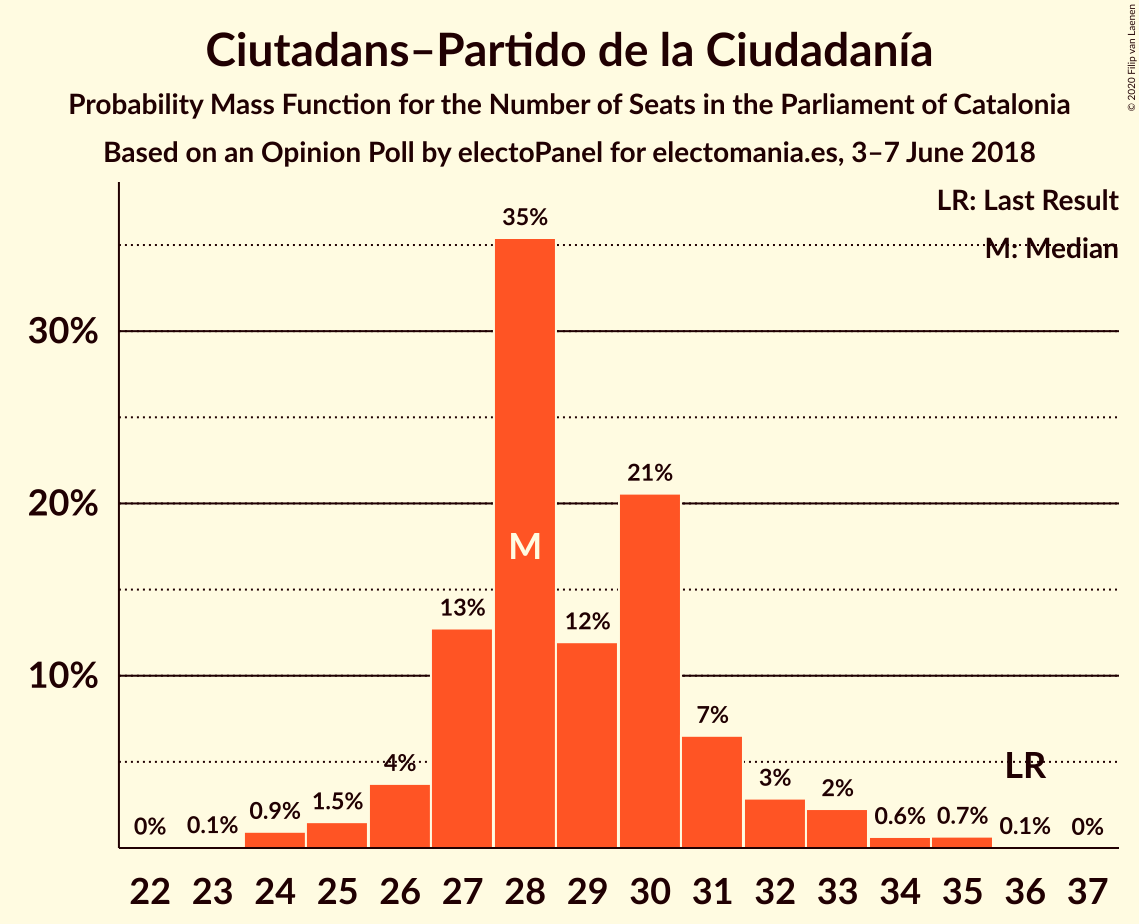 Ciutadans–Partido de la Ciudadanía
Probability Mass Function for the Number of Seats in the Parliament of Catalonia
Based on an Opinion Poll by electoPanel for electomania.es, 3–7 June 2018
© 2020 Filip van Laenen
LR: Last Result
M: Median
30%
20%
10%
0%
0.1%
0.9%
1.5%
4%
13%
35%
M
12%
21%
7%
3%
2%
0.6%
0.7%
LR
0.1%
0%
22 23 24 25 26 27 28 29 30 31 32 33 34 35 36 37